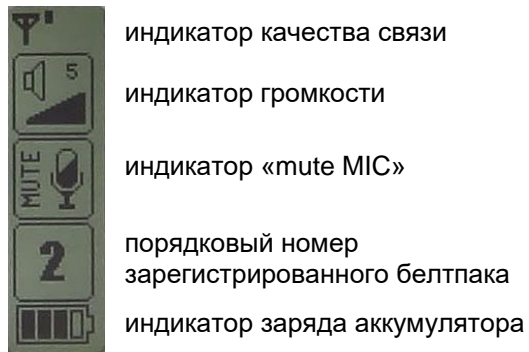 индикатор качества связи
5
индикатор громкости
MUTE
индикатор «mute MIC»
2
порядковый номер
зарегистрированного белтпака
индикатор заряда аккумулятора